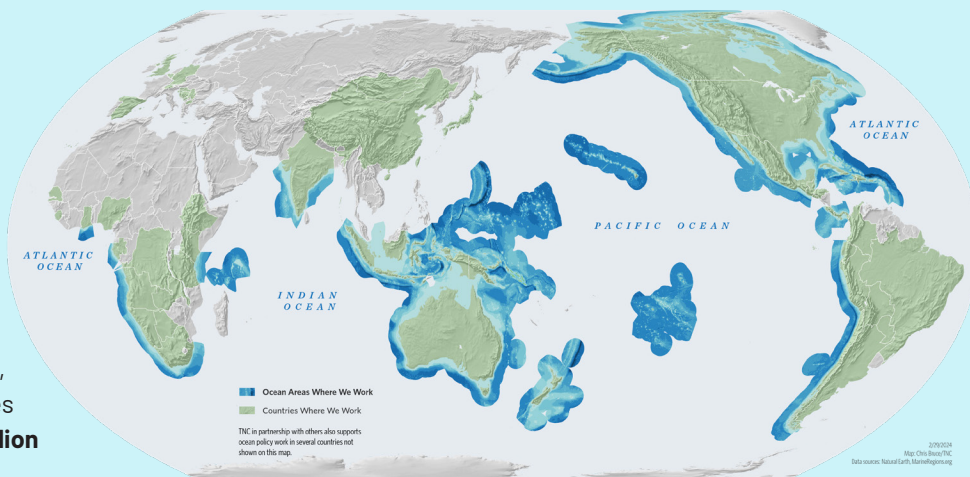 ATLANTIC
OCEAN
PACIFIC OCEAN
ATLANTIC
OCEAN
INDIAN
OCEAN
,
es
lion
Ocean Areas Where We Work
Countries Where We Work
TNC in partnership with others also supports
ocean policy work in several countries not
shown on this map.
2/29/2024
Map: Chris Bruce/TNC
Data sources: Natural Earth, MarineRegions.org